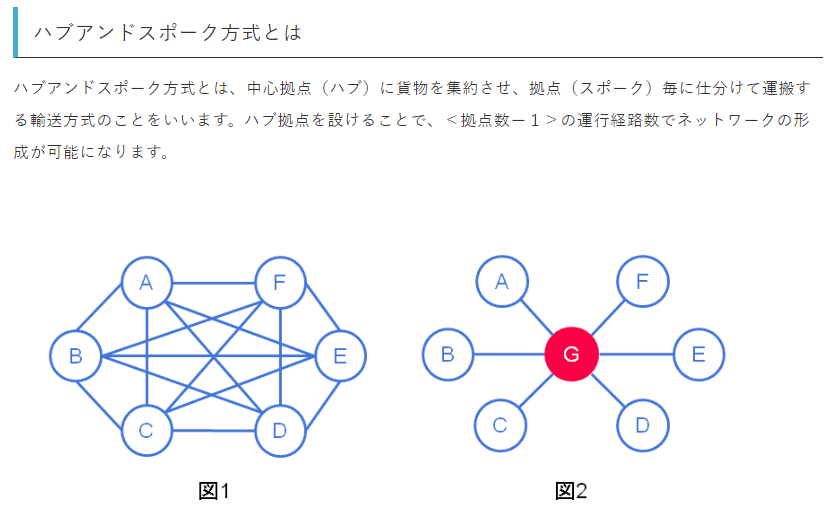 ハブアンドスポーク方式とは
ハブアンドスポーク方式とは、中心拠点（ハブ）に貨物を集約させ、拠点（スポーク）毎に仕分けて運搬す
る輸送方式のことをいいます。ハブ拠点を設けることで、＜拠点数－１＞の運行経路数でネットワークの形
成が可能になります。
A F A F
B E B G E
C D C D
図1 図2